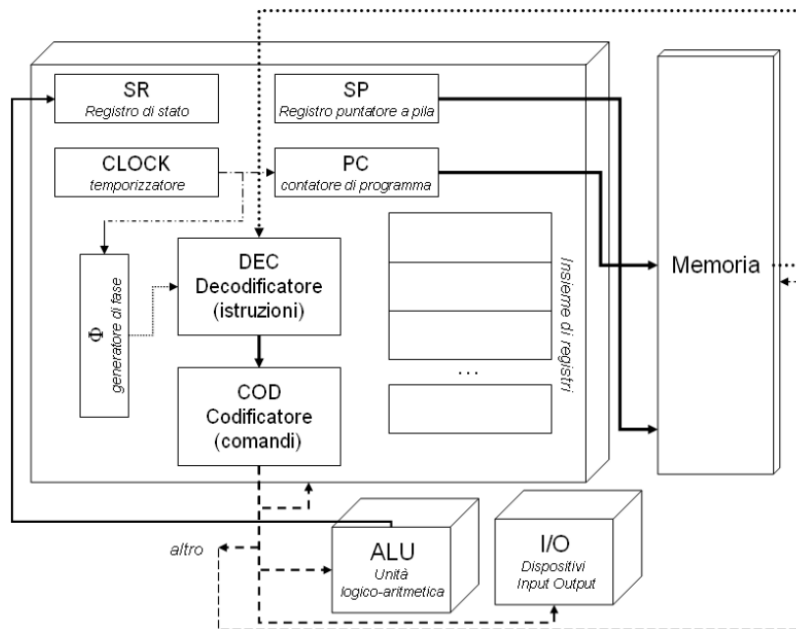 SR
Registro di stato
SP
Registro puntatore a pila
CLOCK
temporizzatore
PC
contatore di programma
Φ
generatore di fase
DEC
Decodificatore
(istruzioni)
Insieme di registri
Memoria
...
COD
Codificatore
(comandi)
altro
ALU
Unità
logico-aritmetica
I/O
Dispositivi
Input Output